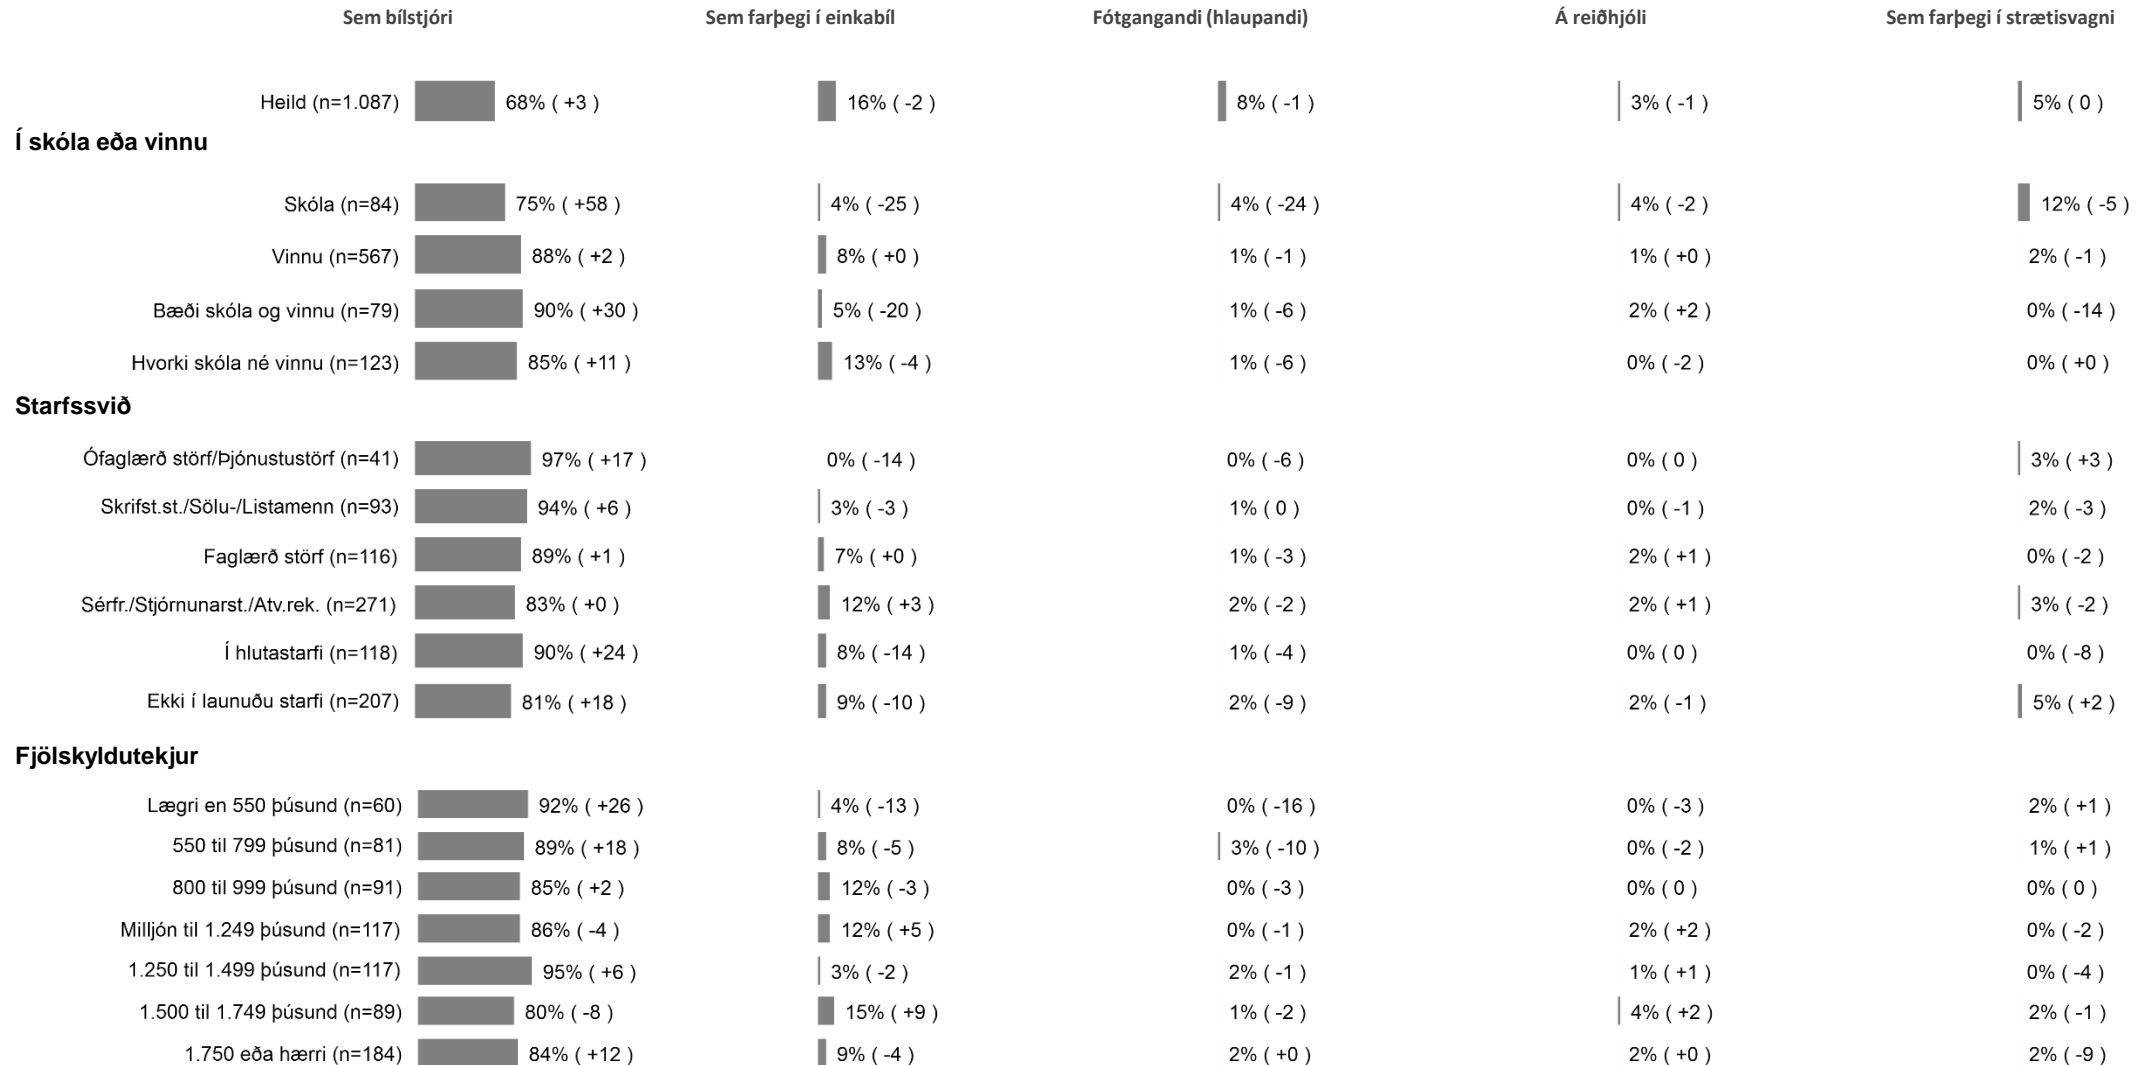 Sem bílstjóri Sem farþegi í einkabíl Fótgangandi (hlaupandi) Á reiðhjóli Sem farþegi í strætisvagni
Heild (n=1.087) 68% ( +3 ) 16% ( -2 ) 8% ( -1 ) 3% ( -1 ) 5% ( 0 )
Í skóla eða vinnu
Skóla (n=84) 75% ( +58 ) 4% ( -25 ) 4% ( -24 ) 4% ( -2 ) 12% ( -5 )
Vinnu (n=567) 88% ( +2 ) 8% ( +0 ) 1% ( -1 ) 1% ( +0 ) 2% ( -1 )
Bæði skóla og vinnu (n=79) 90% ( +30 ) 5% ( -20 ) 1% ( -6 ) 2% ( +2 ) 0% ( -14 )
Hvorki skóla né vinnu (n=123) 85% ( +11 ) 13% ( -4 ) 1% ( -6 ) 0% ( -2 ) 0% ( +0 )
Starfssvið
Ófaglærð störf/Þjónustustörf (n=41) 97% ( +17 ) 0% ( -14 ) 0% ( -6 ) 0% ( 0 ) 3% ( +3 )
Skrifst.st./Sölu-/Listamenn (n=93) 94% ( +6 ) 3% ( -3 ) 1% ( 0 ) 0% ( -1 ) 2% ( -3 )
Faglærð störf (n=116) 89% ( +1 ) 7% ( +0 ) 1% ( -3 ) 2% ( +1 ) 0% ( -2 )
Sérfr./Stjórnunarst./Atv.rek. (n=271) 83% ( +0 ) 12% ( +3 ) 2% ( -2 ) 2% ( +1 ) 3% ( -2 )
Í hlutastarfi (n=118) 90% ( +24 ) 8% ( -14 ) 1% ( -4 ) 0% ( 0 ) 0% ( -8 )
Ekki í launuðu starfi (n=207) 81% ( +18 ) 9% ( -10 ) 2% ( -9 ) 2% ( -1 ) 5% ( +2 )
Fjölskyldutekjur
Lægri en 550 þúsund (n=60) 92% ( +26 ) 4% ( -13 ) 0% ( -16 ) 0% ( -3 ) 2% ( +1 )
550 til 799 þúsund (n=81) 89% ( +18 ) 8% ( -5 ) 3% ( -10 ) 0% ( -2 ) 1% ( +1 )
800 til 999 þúsund (n=91) 85% ( +2 ) 12% ( -3 ) 0% ( -3 ) 0% ( 0 ) 0% ( 0 )
Milljón til 1.249 þúsund (n=117) 86% ( -4 ) 12% ( +5 ) 0% ( -1 ) 2% ( +2 ) 0% ( -2 )
1.250 til 1.499 þúsund (n=117) 95% ( +6 ) 3% ( -2 ) 2% ( -1 ) 1% ( +1 ) 0% ( -4 )
1.500 til 1.749 þúsund (n=89) 80% ( -8 ) 15% ( +9 ) 1% ( -2 ) 4% ( +2 ) 2% ( -1 )
1.750 eða hærri (n=184) 84% ( +12 ) 9% ( -4 ) 2% ( +0 ) 2% ( +0 ) 2% ( -9 )